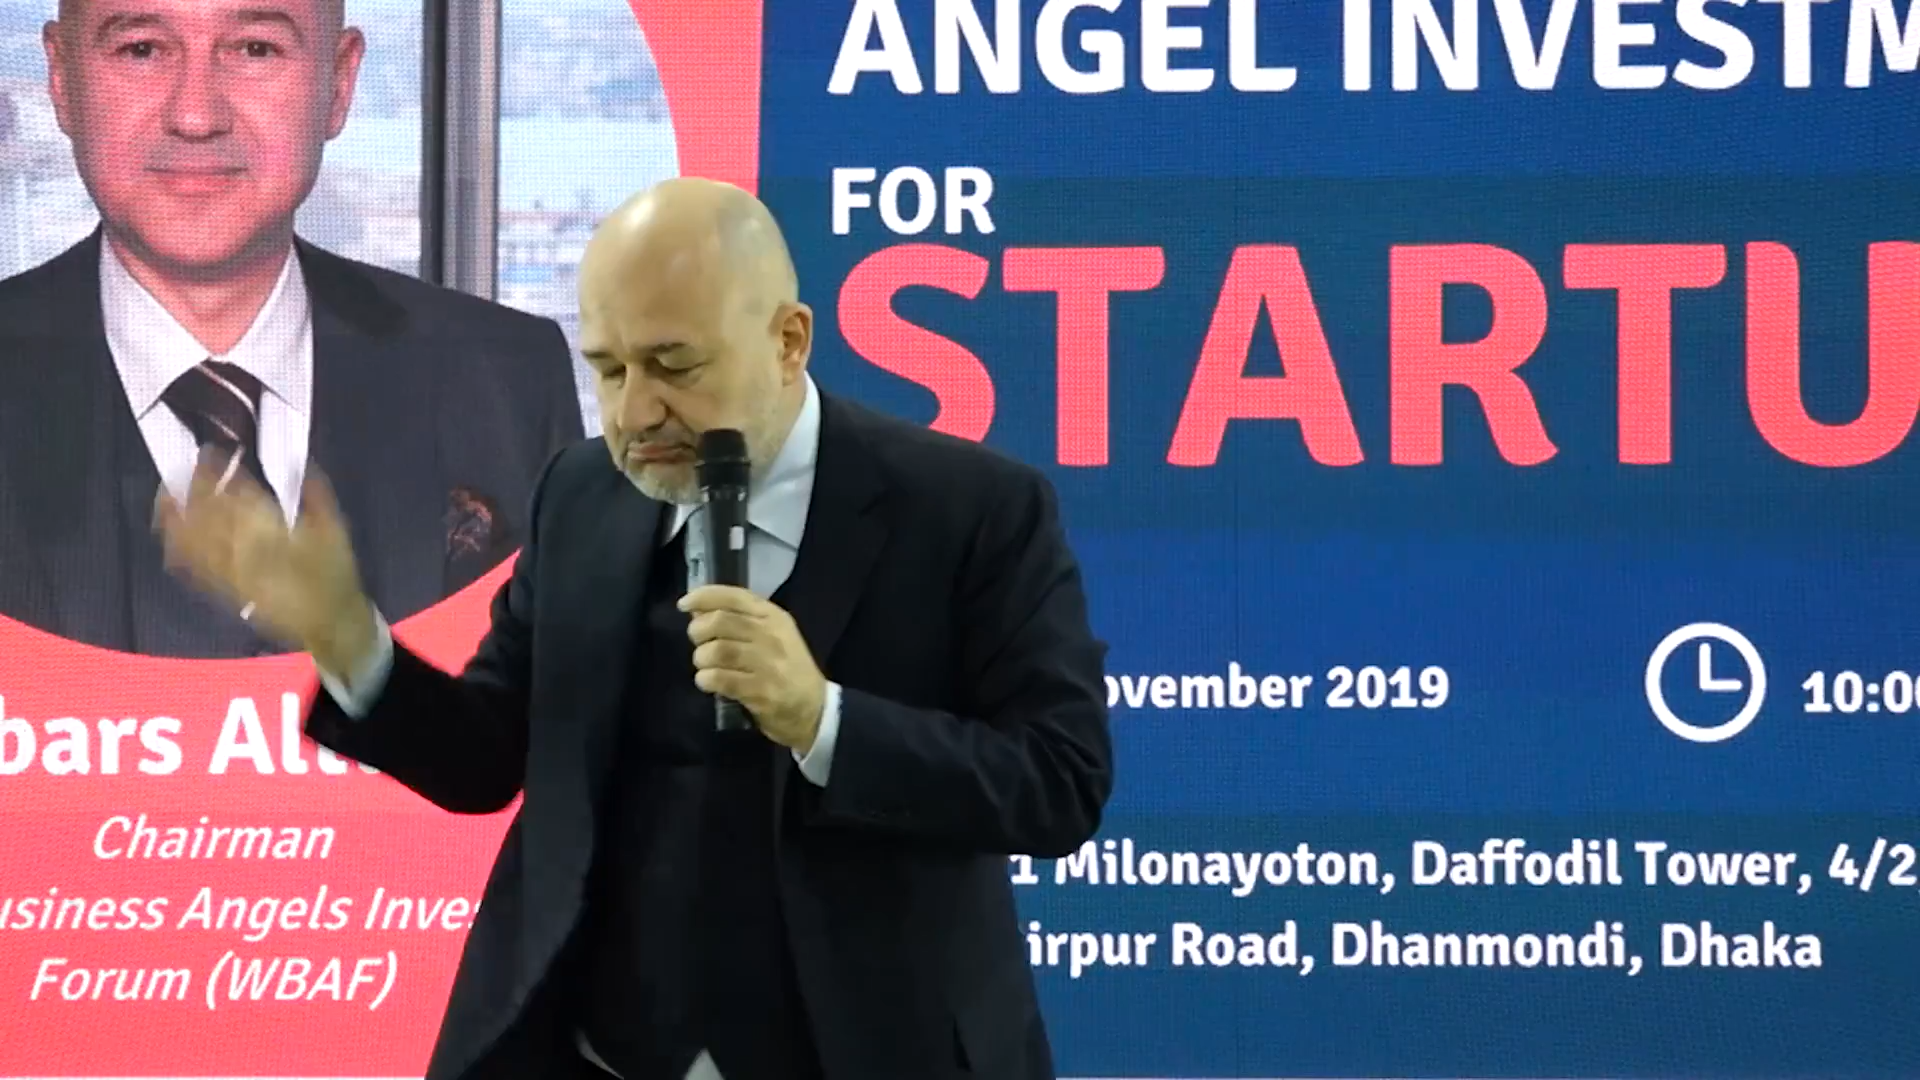 ANGEL INVESTM
FOR
STARTU
ovember 2019
10:00
1 Milonayoton, Daffodil Tower, 4/2
irpur Road, Dhanmondi, Dhaka
bars Alt
Chairman
usiness Angels Inves
Forum (WBAF)